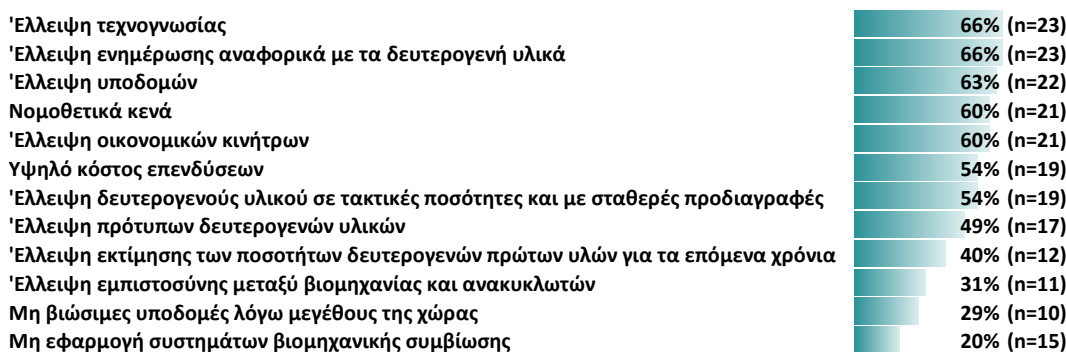 'Ελλειψη τεχνογνωσίας 66% (n=23)
'Ελλειψη ενημέρωσης αναφορικά με τα δευτερογενή υλικά 66% (n=23)
'Ελλειψη υποδομών 63% (n=22)
Νομοθετικά κενά 60% (n=21)
'Ελλειψη οικονομικών κινήτρων 60% (n=21)
Υψηλό κόστος επενδύσεων 54% (n=19)
'Ελλειψη δευτερογενούς υλικού σε τακτικές ποσότητες και με σταθερές προδιαγραφές 54% (n=19)
'Ελλειψη πρότυπων δευτερογενών υλικών 49% (n=17)
'Ελλειψη εκτίμησης των ποσοτήτων δευτερογενών πρώτων υλών για τα επόμενα χρόνια 40% (n=12)
'Ελλειψη εμπιστοσύνης μεταξύ βιομηχανίας και ανακυκλωτών 31% (n=11)
Μη βιώσιμες υποδομές λόγω μεγέθους της χώρας 29% (n=10)
Μη εφαρμογή συστημάτων βιομηχανικής συμβίωσης 20% (n=15)